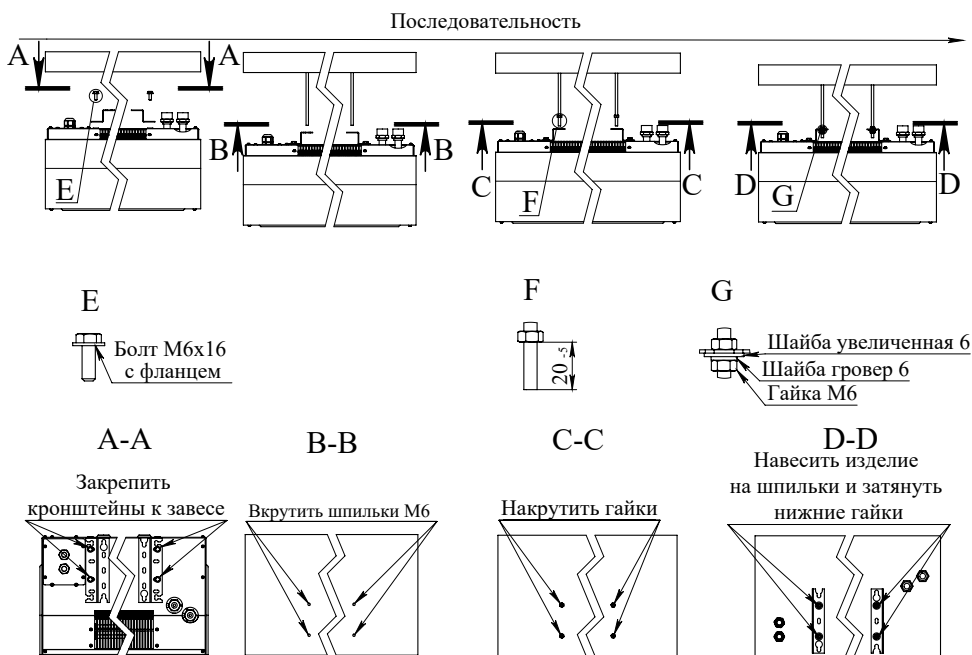 Последовательность
A
A
B
B
C
C
D
D
E
F
G
E
F
G
Болт М6х16
с фланцем
20 -5
Шайба увеличенная 6
Шайба гровер 6
Гайка М6
A-A
B-B
C-C
D-D
Закрепить
кронштейны к завесе
Вкрутить шпильки М6
Накрутить гайки
Навесить изделие
на шпильки и затянуть
нижние гайки